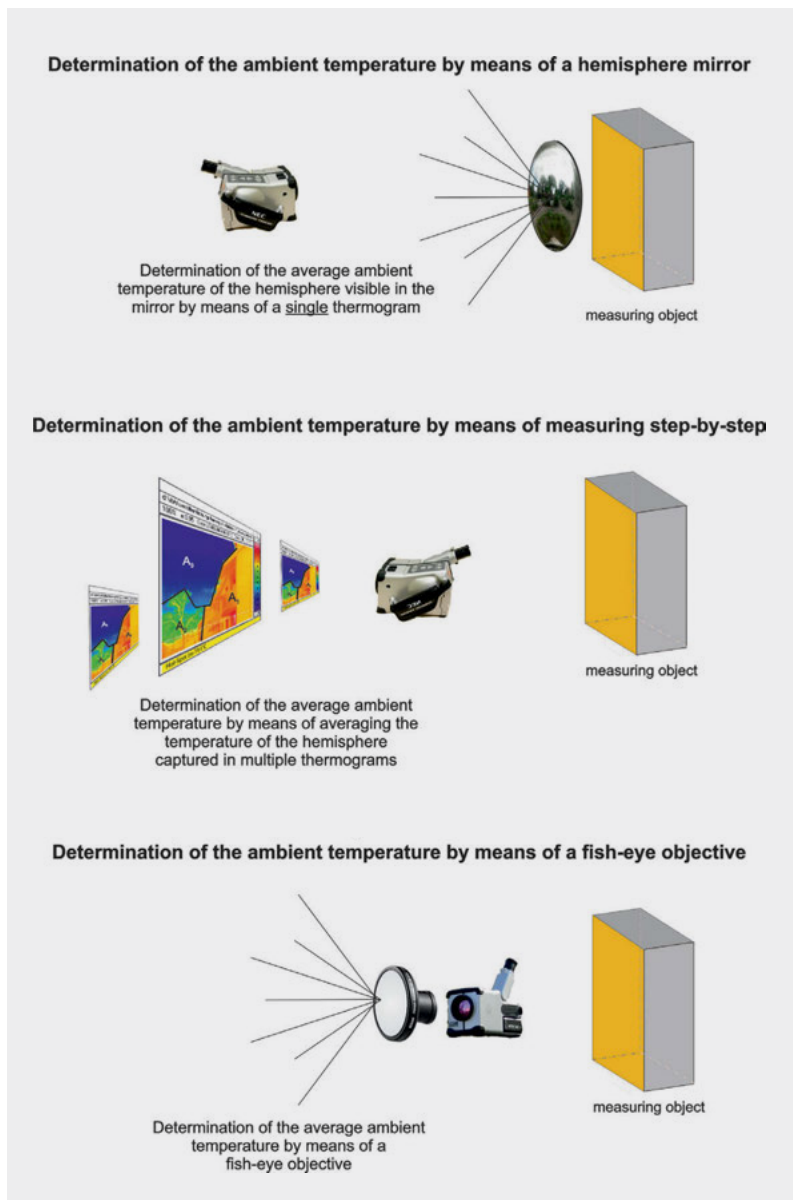 Determination of the ambient temperature by means of a hemisphere mirror
NEC
Determination of the average ambient
temperature of the hemisphere visible in the
mirror by means of a single thermogram
measuring object
Determination of the ambient temperature by means of measuring step-by-step
A
A
A
A
A
measuring object
Determination of the average ambient
temperature by means of averaging the
temperature of the hemisphere
captured in multiple thermograms
Determination of the ambient temperature by means of a fish-eye objective
measuring object
Determination of the average ambient
temperature by means of a
fish-eye objective